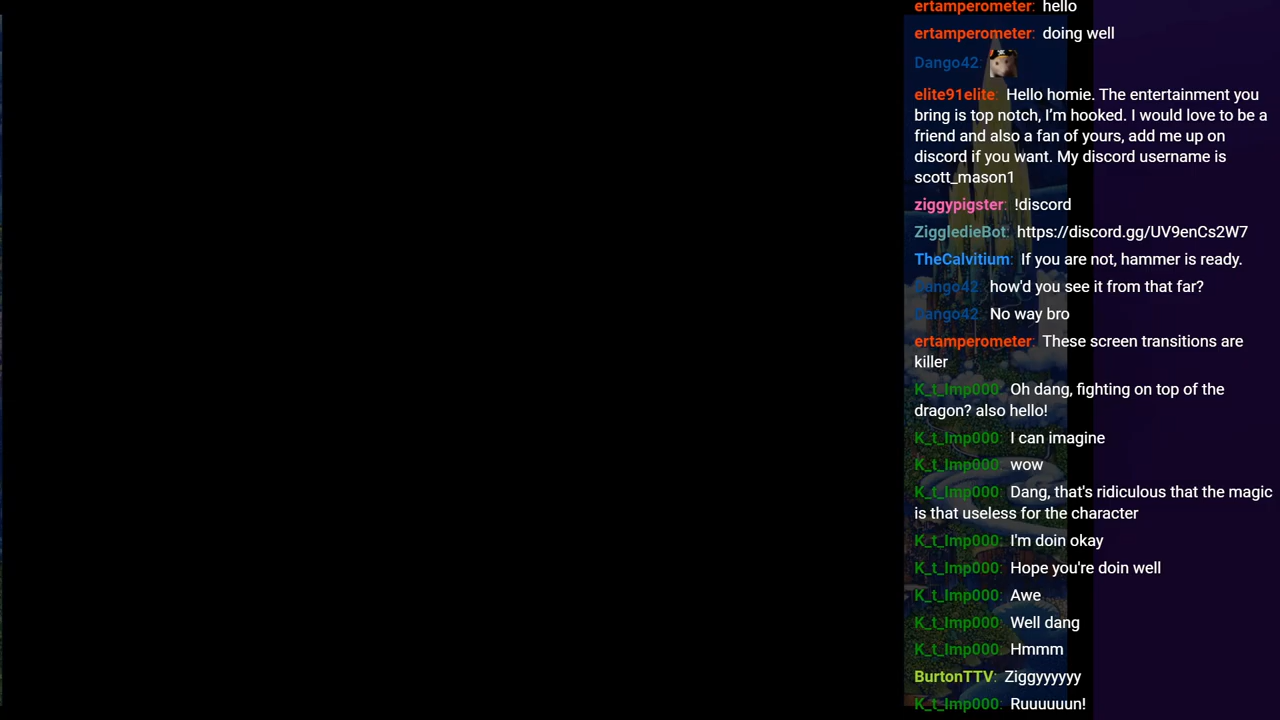 ertamperometer: hello
ertamperometer: doing well
Dango42:
elite91elite: Hello homie. The entertainment you
bring is top notch, I'm hooked. I would love to be a
friend and also a fan of yours, add me up on
discord if you want. My discord username is
scott_mason1
ziggypigster: !discord
ZiggledieBot: https://discord.gg/UV9enCs2W7
TheCalvitium: If you are not, hammer is ready.
Dango42: how'd you see it from that far?
Dango42: No way bro
ertamperometer: These screen transitions are
killer
K_t_Imp000: Oh dang, fighting on top of the
dragon? also hello!
K_t_Imp000: I can imagine
K_t_Imp000: wow
K_t_Imp000: Dang, that's ridiculous that the magic
is that useless for the character
K_t_Imp000: I'm doin okay
K_t_Imp000: Hope you're doin well
K_t_Imp000: Awe
K_t_Imp000: Well dang
K_t_Imp000: Hmmm
BurtonTTV: Ziggyyyyyy
K_t_Imp000: Ruuuuuun!